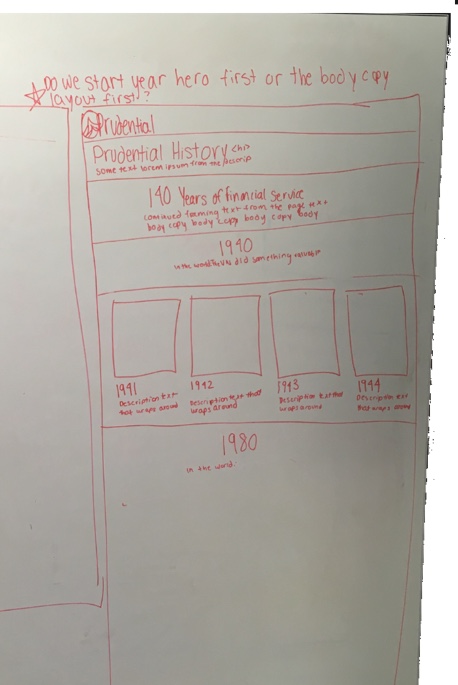 Do we start year hero first or the body copy
layout first?
Prudential
Prudential History <h1>
some text lorem ipsum from the descrip
140 Years of financial Service
continued forming text from the page text
body copy body copy body copy body
1940
in the world the US did something valuable
1941
Description text
that wraps around
1942
Description text that
wraps around
1943
Description text that
wraps around
1944
Description text
that wraps around
1980
in the world